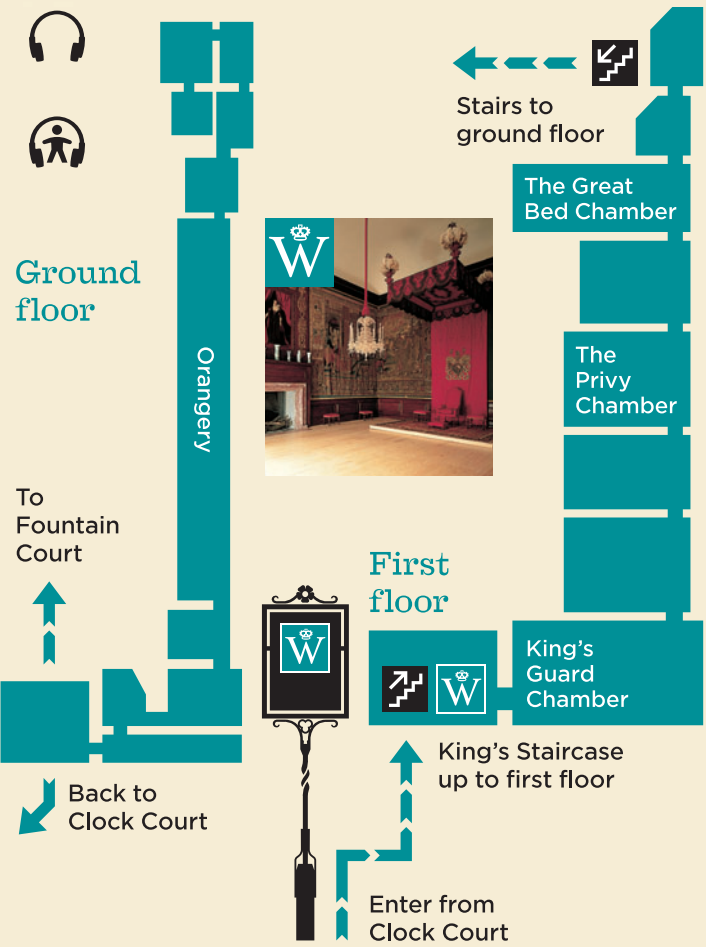 Stairs to
ground floor
The Great
Bed Chamber
Ground
floor
W
Orangery
The
Privy
Chamber
To
Fountain
Court
First
floor
W
W
King's
Guard
Chamber
King's Staircase
up to first floor
Back to
Clock Court
Enter from
Clock Court